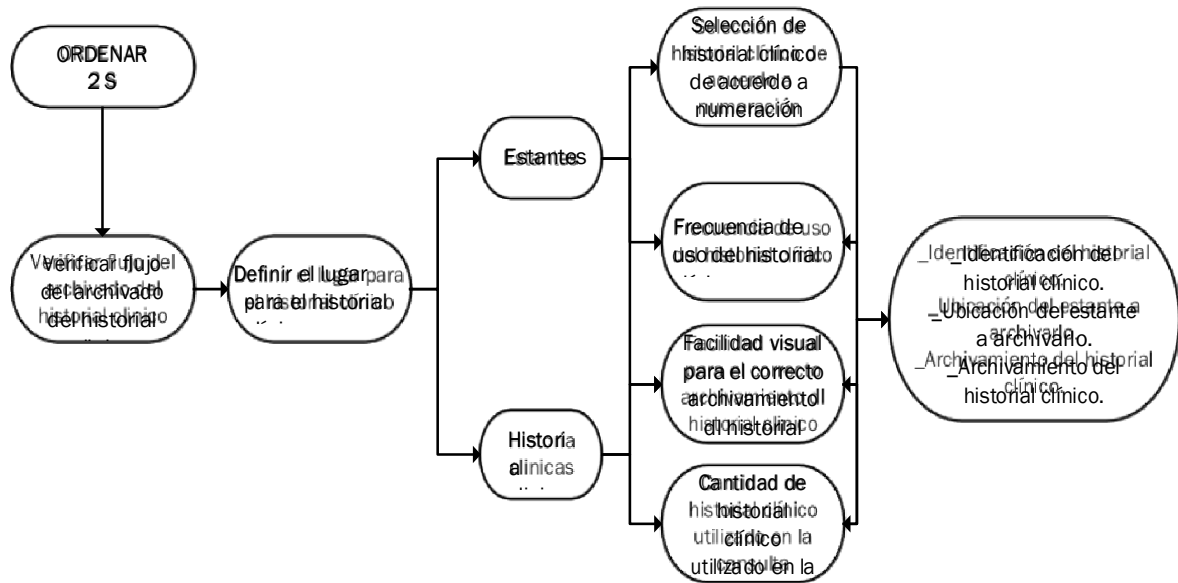 ORDENAR
2 S
Verificar flujo
del archivado
del historial
Definir el lugar
para el historial
Estantes
Historia
clinicas
Selección de
historial clínico
de acuerdo a
numeración
Frecuencia de
uso del historial
Facilidad visual
para el correcto
archivamiento
dl historial
Cantidad de
historial
clínico
utilizado en la
_Identificación del
historial clínico.
_Ubicación del estante
a archivarlo.
_Archivamiento del
historial clínico.